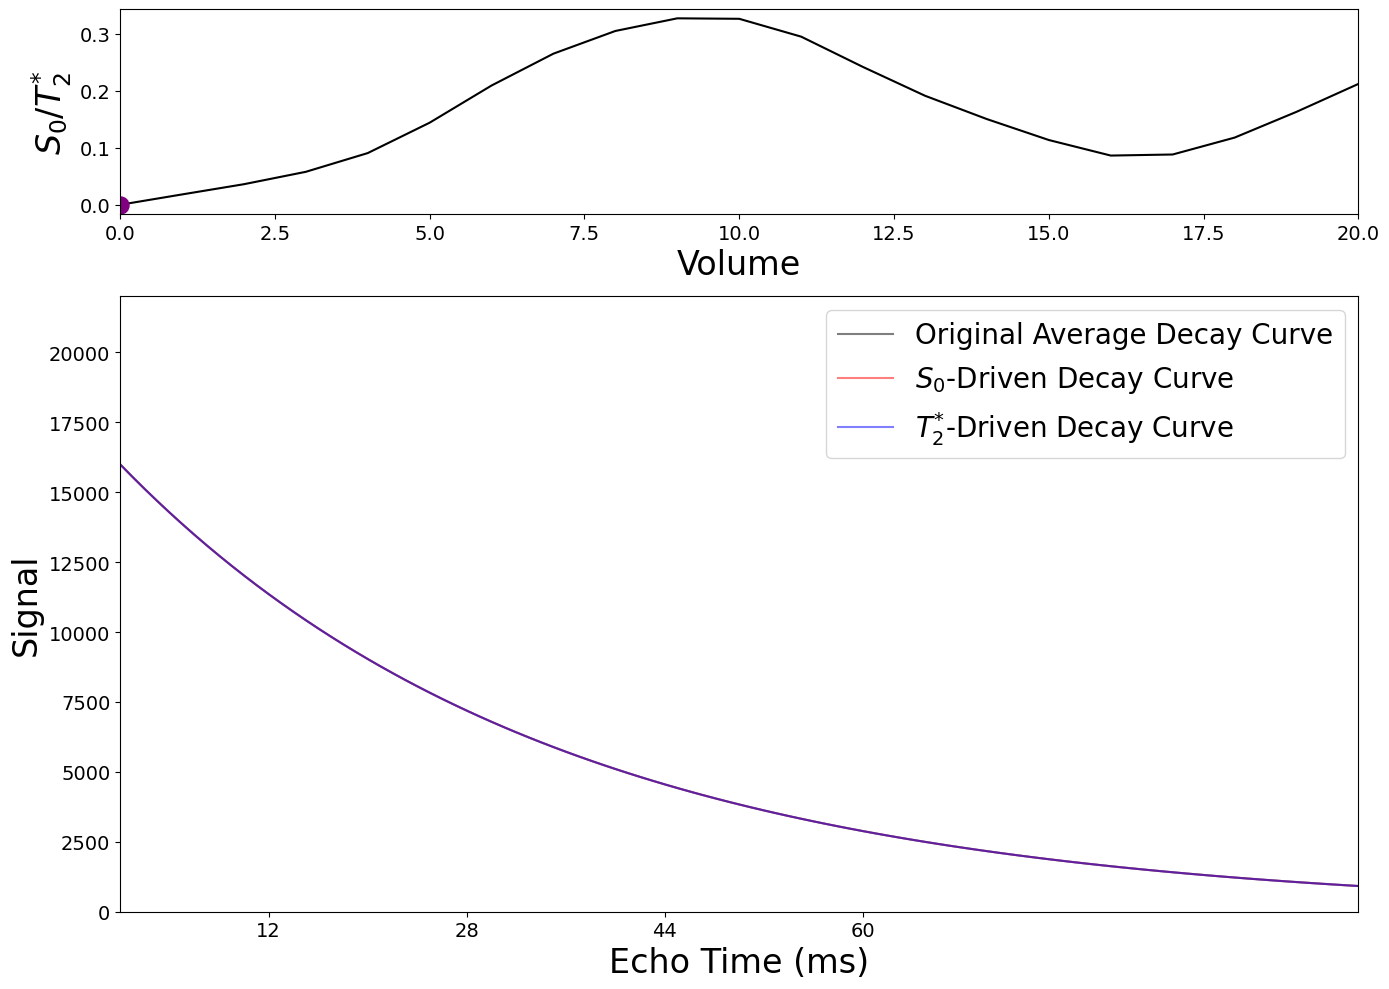 0.3
0.2
0.1
0.0
S₀/T₂*
0.0 2.5 5.0 7.5 10.0 12.5 15.0 17.5 20.0
Volume
20000
17500
15000
12500
10000
7500
5000
2500
0
Signal
Original Average Decay Curve
S₀-Driven Decay Curve
T₂*-Driven Decay Curve
12 28 44 60
Echo Time (ms)